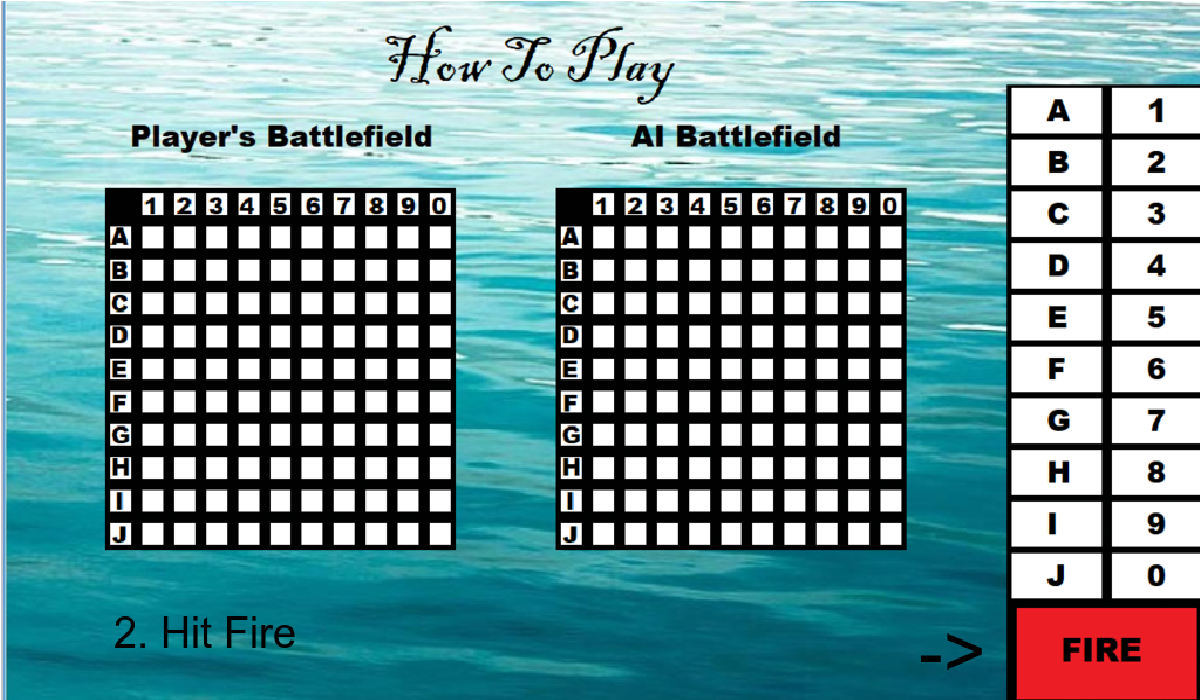 How To Play
Player's Battlefield
1 2 3 4 5 6 7 8 9 0
A
B
C
D
E
F
G
H
I
J
AI Battlefield
1 2 3 4 5 6 7 8 9 0
A
B
C
D
E
F
G
H
I
J
A 1
B 2
C 3
D 4
E 5
F 6
G 7
H 8
I 9
J 0
2. Hit Fire
-> FIRE